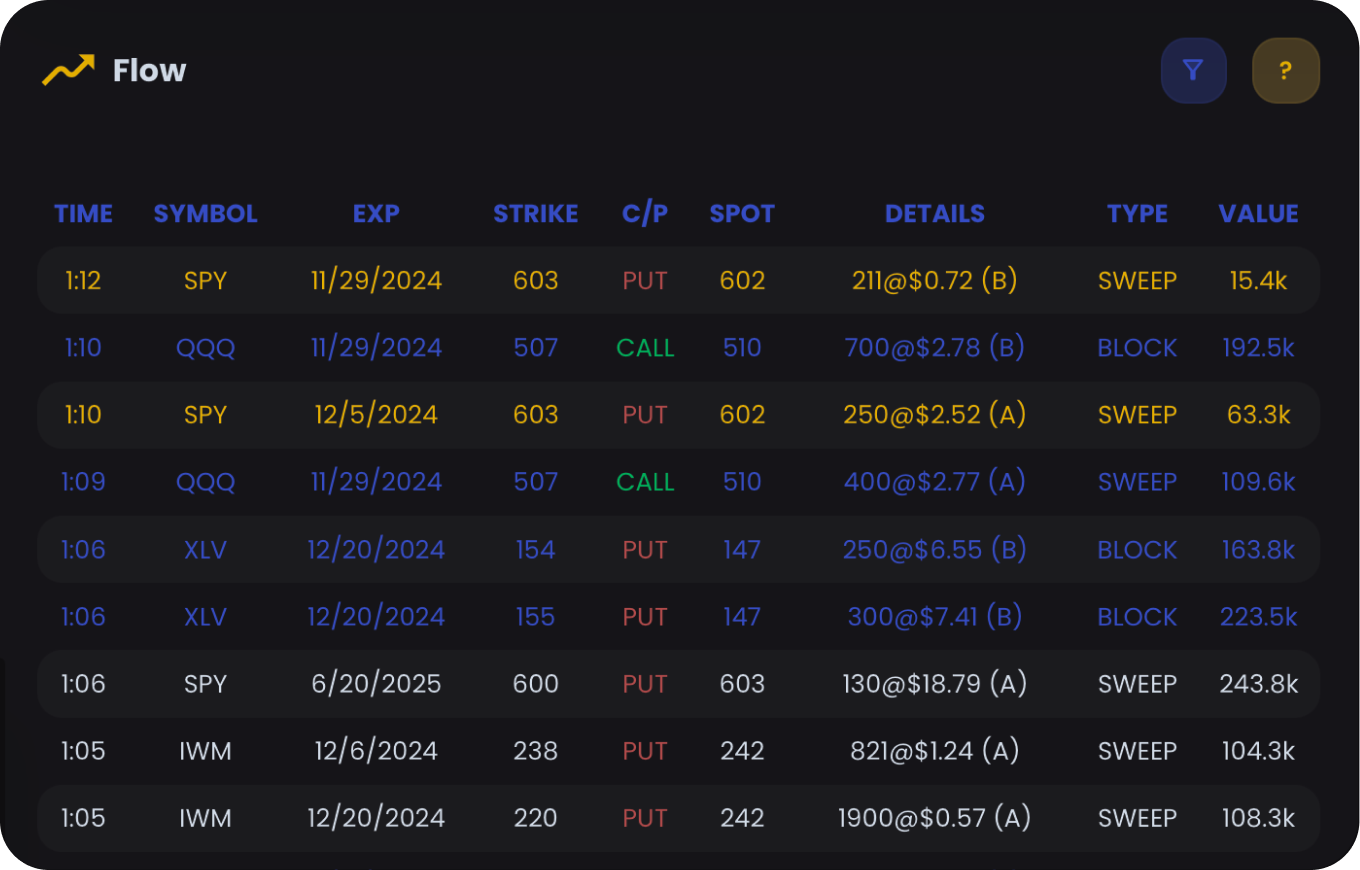 Flow
?
TIME SYMBOL EXP STRIKE C/P SPOT DETAILS TYPE VALUE
1:12 SPY 11/29/2024 603 PUT 602 211@$0.72 (B) SWEEP 15.4k
1:10 QQQ 11/29/2024 507 CALL 510 700@$2.78 (B) BLOCK 192.5k
1:10 SPY 12/5/2024 603 PUT 602 250@$2.52 (A) SWEEP 63.3k
1:09 QQQ 11/29/2024 507 CALL 510 400@$2.77 (A) SWEEP 109.6k
1:06 XLV 12/20/2024 154 PUT 147 250@$6.55 (B) BLOCK 163.8k
1:06 XLV 12/20/2024 155 PUT 147 300@$7.41 (B) BLOCK 223.5k
1:06 SPY 6/20/2025 600 PUT 603 130@$18.79 (A) SWEEP 243.8k
1:05 IWM 12/6/2024 238 PUT 242 821@$1.24 (A) SWEEP 104.3k
1:05 IWM 12/20/2024 220 PUT 242 1900@$0.57 (A) SWEEP 108.3k